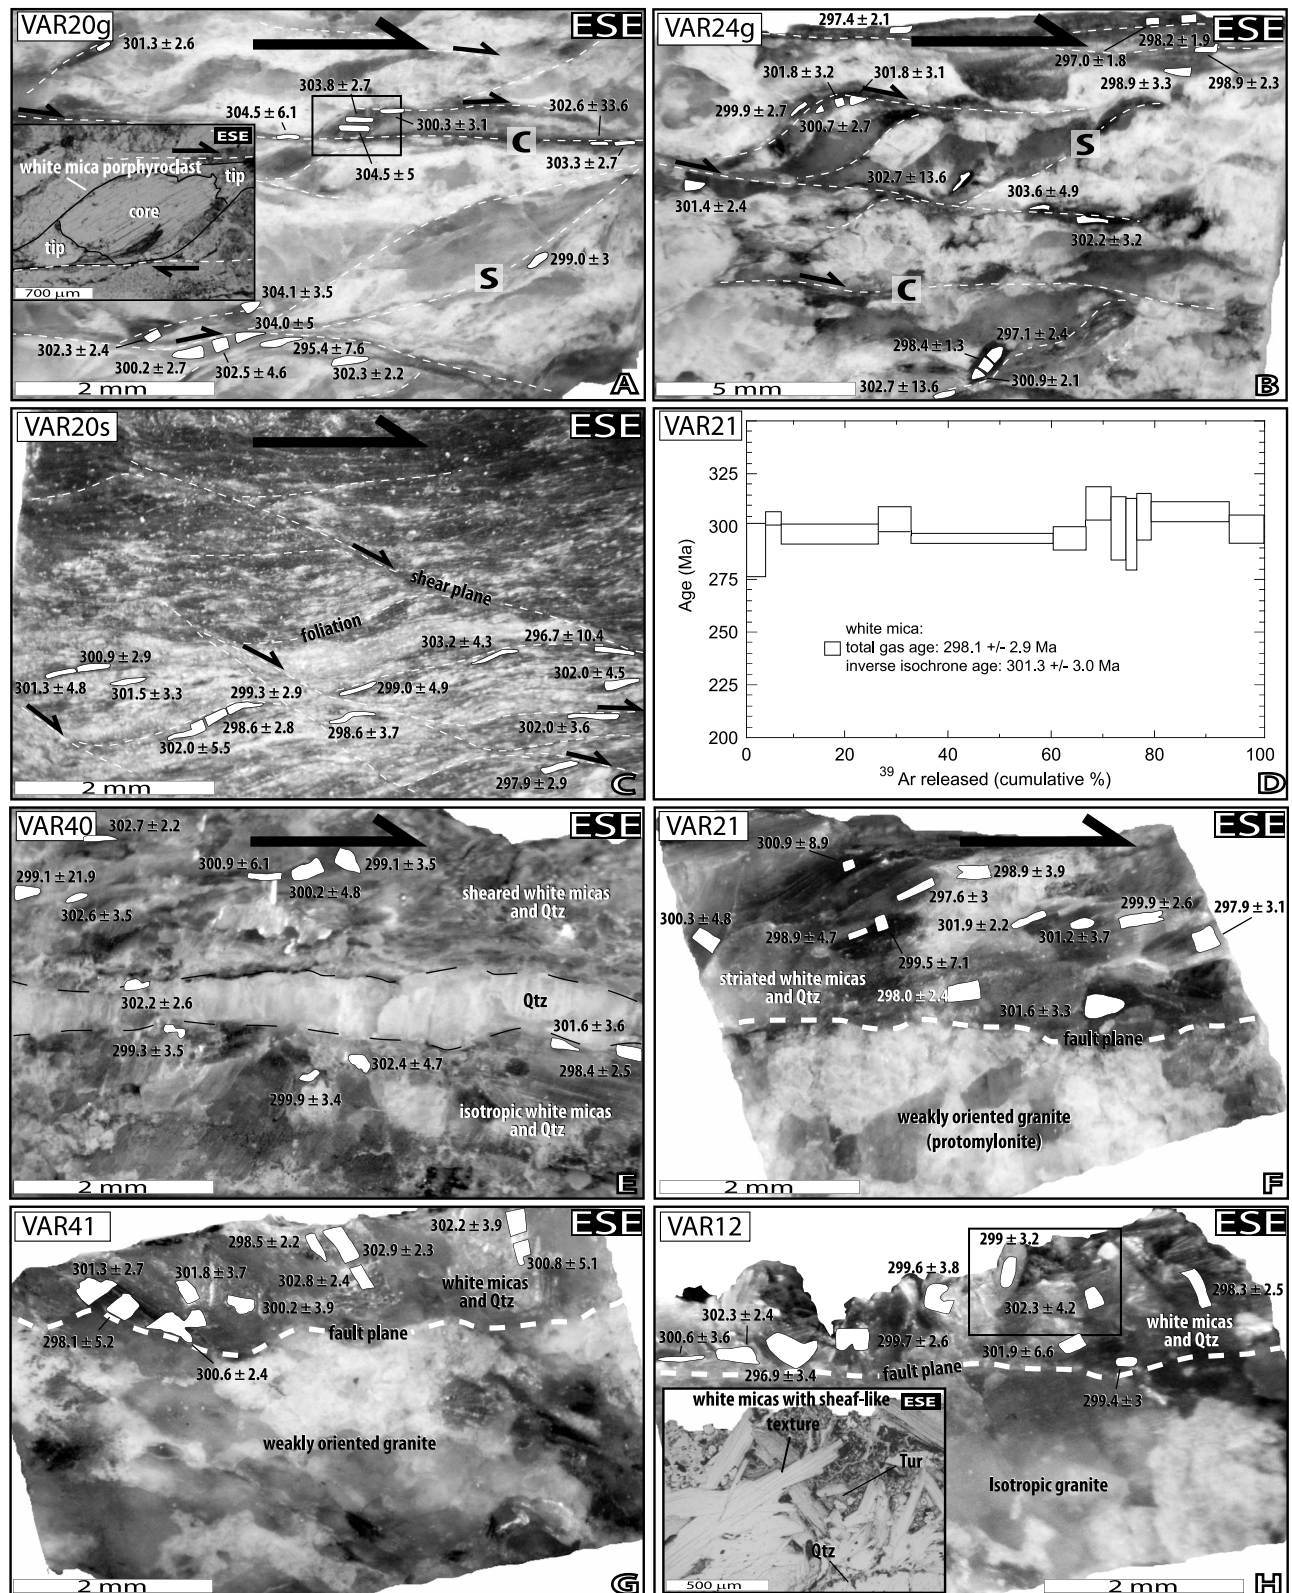 VAR20g
ESE
301.3 ± 2.6
303.8 ± 2.7
304.5 ± 6.1
300.3 ± 3.1
302.6 ± 33.6
C
303.3 ± 2.7
304.5 ± 5
ESE
white mica porphyroclast
tip
core
tip
700 µm
S
299.0 ± 3
304.1 ± 3.5
304.0 ± 5
302.3 ± 2.4
295.4 ± 7.6
300.2 ± 2.7
302.5 ± 4.6
302.3 ± 2.2
2 mm
A
VAR24g
ESE
297.4 ± 2.1
298.2 ± 1.9
297.0 ± 1.8
298.9 ± 3.3
298.9 ± 2.3
301.8 ± 3.2
301.8 ± 3.1
299.9 ± 2.7
300.7 ± 2.7
S
302.7 ± 13.6
303.6 ± 4.9
301.4 ± 2.4
302.2 ± 3.2
C
297.1 ± 2.4
298.4 ± 1.3
300.9 ± 2.1
302.7 ± 13.6
5 mm
B
VAR20s
ESE
shear plane
foliation
303.2 ± 4.3
296.7 ± 10.4
300.9 ± 2.9
301.3 ± 4.8
301.5 ± 3.3
299.3 ± 2.9
299.0 ± 4.9
302.0 ± 4.5
298.6 ± 2.8
298.6 ± 3.7
302.0 ± 3.6
302.0 ± 5.5
297.9 ± 2.9
2 mm
C
VAR21
350
325
300
275
250
225
200
Age (Ma)
white mica:
total gas age: 298.1 +/- 2.9 Ma
inverse isochrone age: 301.3 +/- 3.0 Ma
0 20 40 60 80 100
39 Ar released (cumulative %)
D
VAR40
ESE
302.7 ± 2.2
300.9 ± 6.1
299.1 ± 3.5
299.1 ± 21.9
300.2 ± 4.8
302.6 ± 3.5
sheared white micas
and Qtz
302.2 ± 2.6
Qtz
301.6 ± 3.6
299.3 ± 3.5
302.4 ± 4.7
298.4 ± 2.5
299.9 ± 3.4
isotropic white micas
and Qtz
2 mm
E
VAR21
ESE
300.9 ± 8.9
298.9 ± 3.9
297.6 ± 3
300.3 ± 4.8
299.9 ± 2.6
297.9 ± 3.1
301.9 ± 2.2
298.9 ± 4.7
301.2 ± 3.7
299.5 ± 7.1
striated white micas
and Qtz
298.0 ± 2.4
301.6 ± 3.3
fault plane
weakly oriented granite
(protomylonite)
2 mm
F
VAR41
ESE
302.2 ± 3.9
298.5 ± 2.2
302.9 ± 2.3
300.8 ± 5.1
301.3 ± 2.7
301.8 ± 3.7
302.8 ± 2.4
white micas
and Qtz
300.2 ± 3.9
fault plane
298.1 ± 5.2
300.6 ± 2.4
weakly oriented granite
2 mm
G
VAR12
ESE
299 ± 3.2
299.6 ± 3.8
298.3 ± 2.5
302.3 ± 4.2
302.3 ± 2.4
white micas
and Qtz
300.6 ± 3.6
299.7 ± 2.6
301.9 ± 6.6
296.9 ± 3.4
fault plane
299.4 ± 3
white micas with sheaf-like
texture
ESE
Tur
Qtz
500 µm
Isotropic granite
2 mm
H